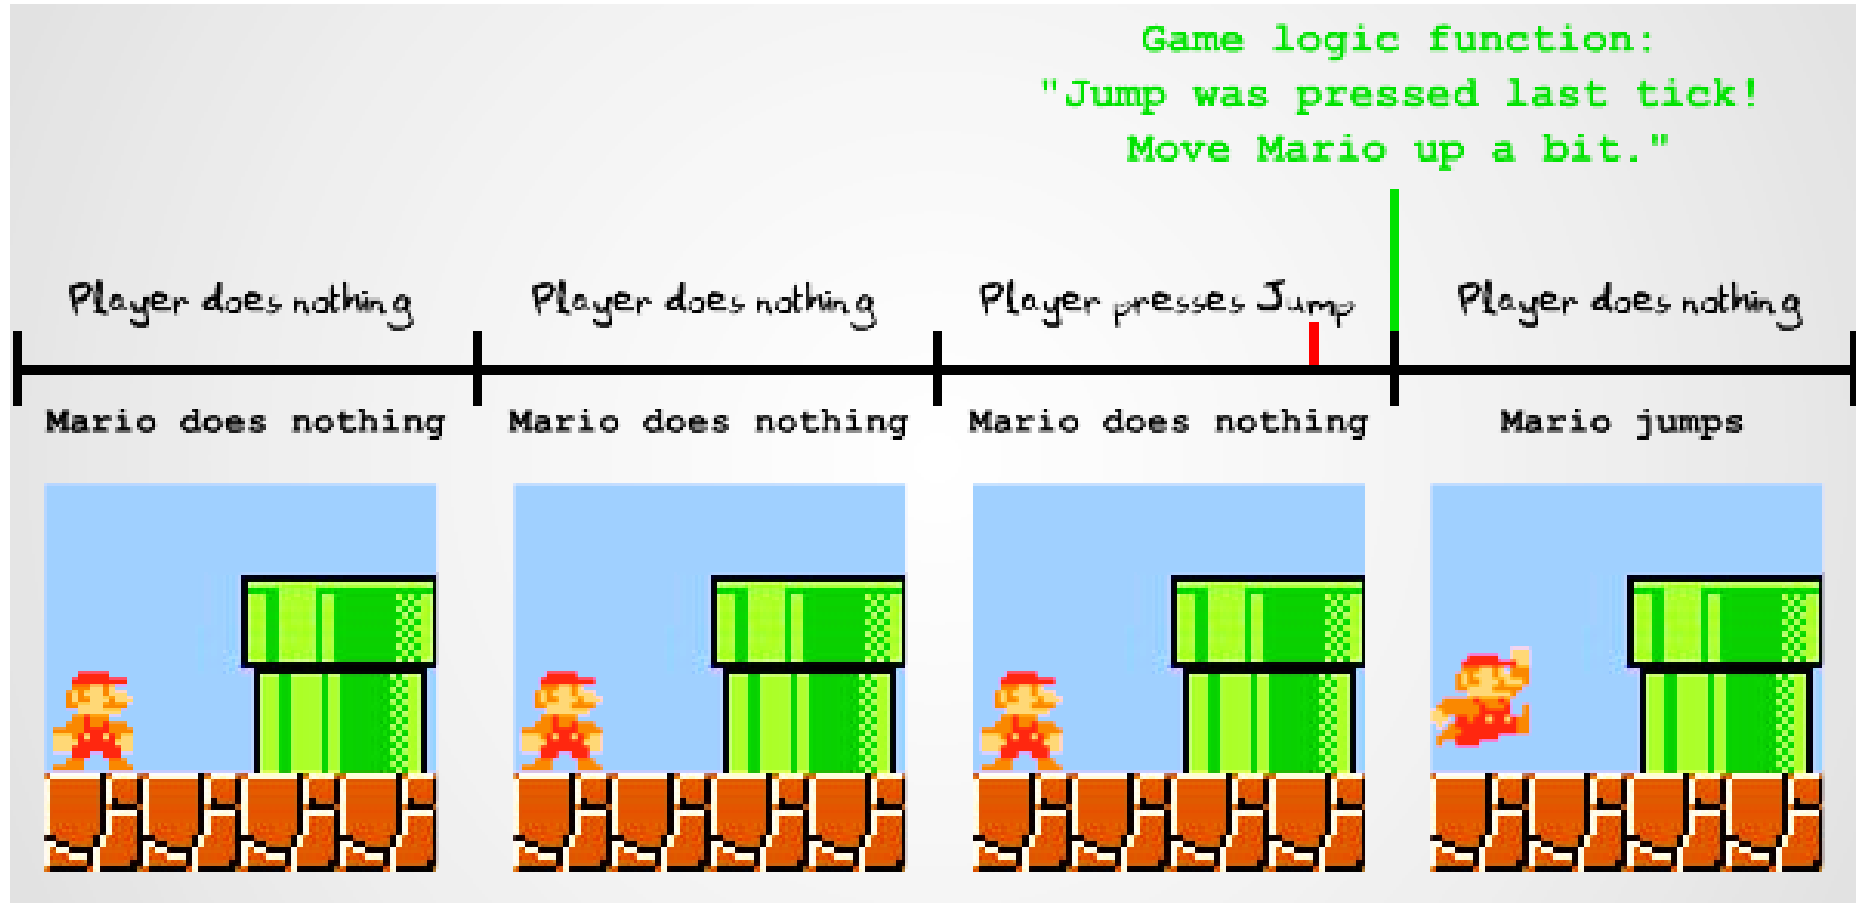 Game logic function:
"Jump was pressed last tick!
Move Mario up a bit."
Player does nothing
Player does nothing
Player presses Jump
Player does nothing
Mario does nothing
Mario does nothing
Mario does nothing
Mario jumps